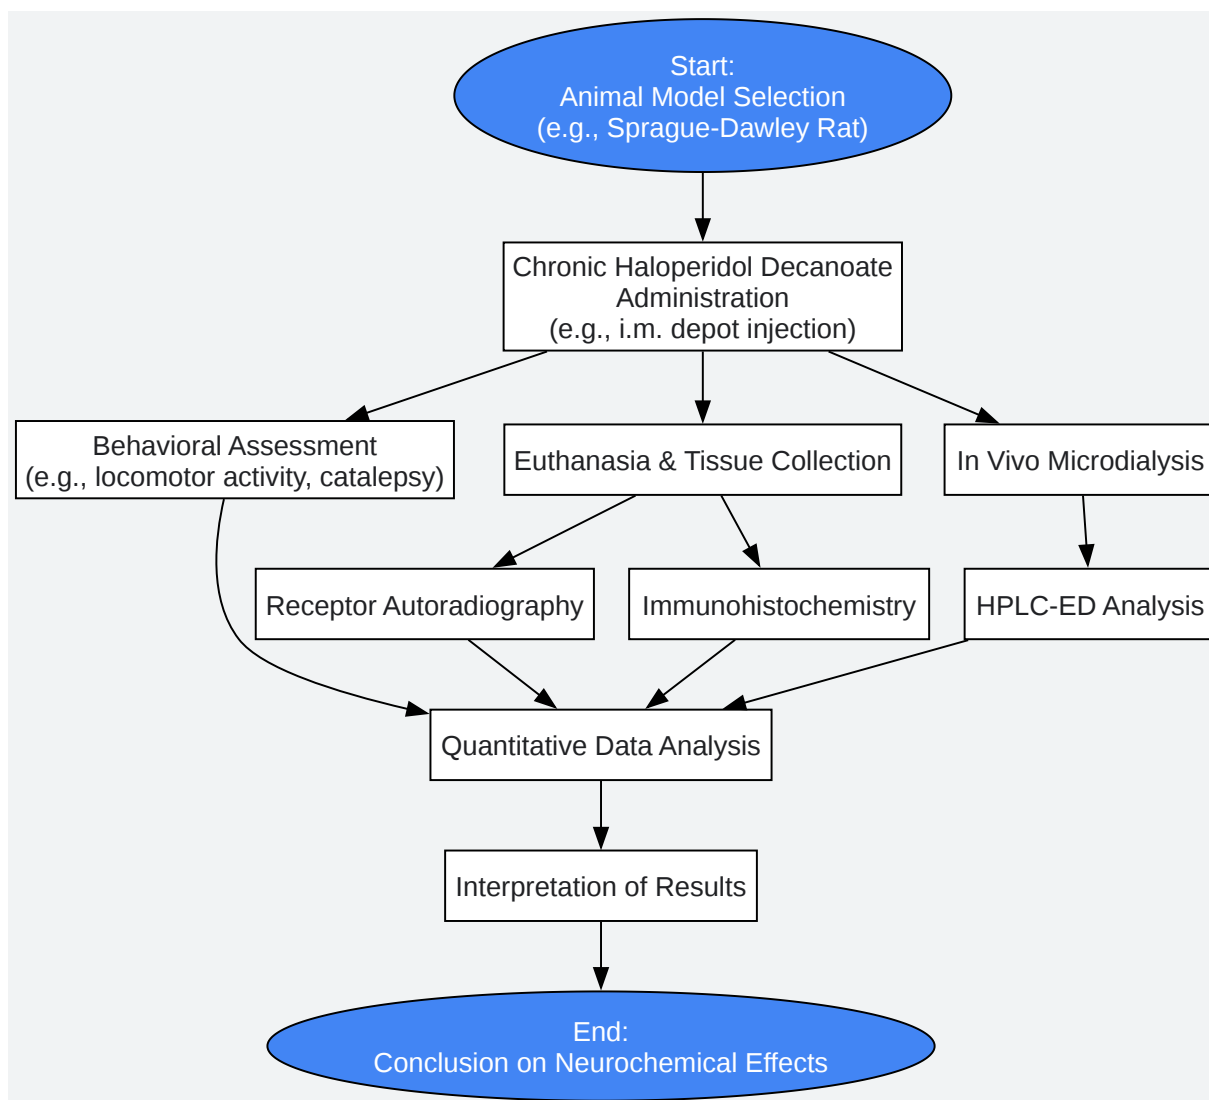 Start:
Animal Model Selection
(e.g., Sprague-Dawley Rat)
Chronic Haloperidol Decanoate
Administration
(e.g., i.m. depot injection)
Behavioral Assessment
(e.g., locomotor activity, catalepsy)
Euthanasia & Tissue Collection
In Vivo Microdialysis
Receptor Autoradiography
Immunohistochemistry
HPLC-ED Analysis
Quantitative Data Analysis
Interpretation of Results
End:
Conclusion on Neurochemical Effects